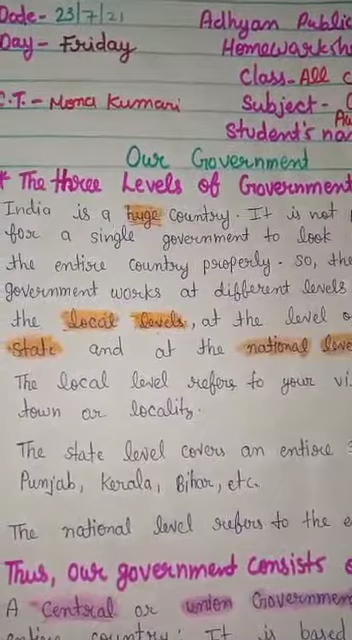 Date- 23/7/21 Adhyan Public
Day- Friday Homework
Class- All
C.T.- Mona Kumari Subject-
Student's
Our Government
* The three Levels of Government
India is a huge country. It is not
for a single government to look
the entire country properly. so, the
government works at different levels
the local levels, at the level
state and at the national
The local level refers to your
town or locality.
The state level covers an entire
Punjab, Kerala, Bihar, etc.
The national level refers to the
Thus, our government consists
A Central or union Government
entire country. It is based